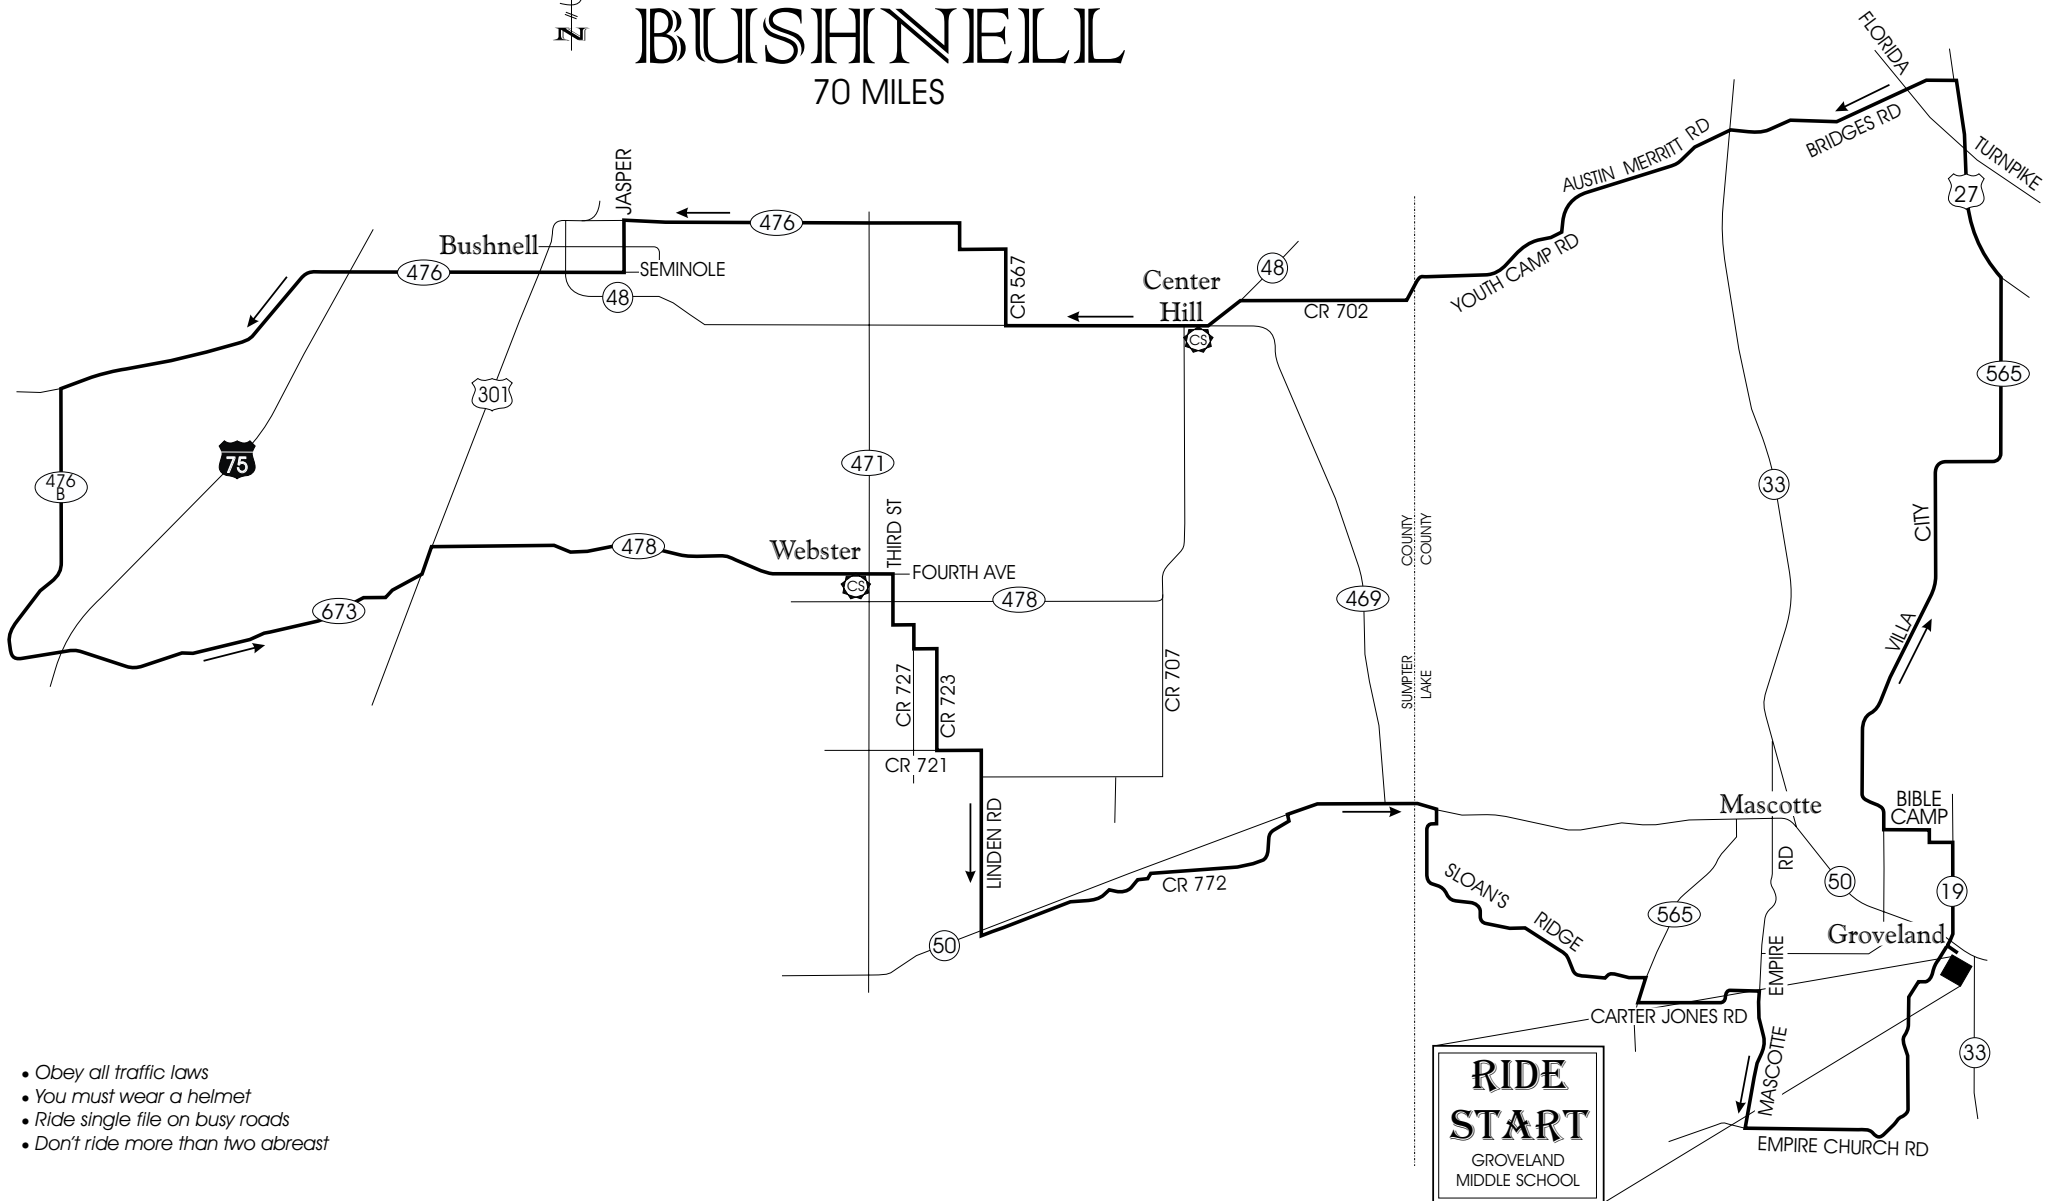 N
BUSHNELL
70 MILES
FLORIDA
TURNPIKE
BRIDGES RD
AUSTIN MERRITT RD
27
JASPER
476
Bushnell
476
SEMINOLE
48
CR 567
Center
Hill
48
CS
CR 702
YOUTH CAMP RD
301
565
75
471
476
B
33
CITY
VILLA
THIRD ST
478
Webster
CS
FOURTH AVE
478
COUNTY
COUNTY
469
673
SUMPTER
LAKE
CR 727
CR 723
CR 707
CR 721
LINDEN RD
Mascotte
BIBLE
CAMP
RD
CR 772
SLOAN'S
RIDGE
50
19
565
50
Groveland
EMPIRE
CARTER JONES RD
MASCOTTE
33
EMPIRE CHURCH RD
RIDE
START
GROVELAND
MIDDLE SCHOOL
• Obey all traffic laws
• You must wear a helmet
• Ride single file on busy roads
• Don't ride more than two abreast